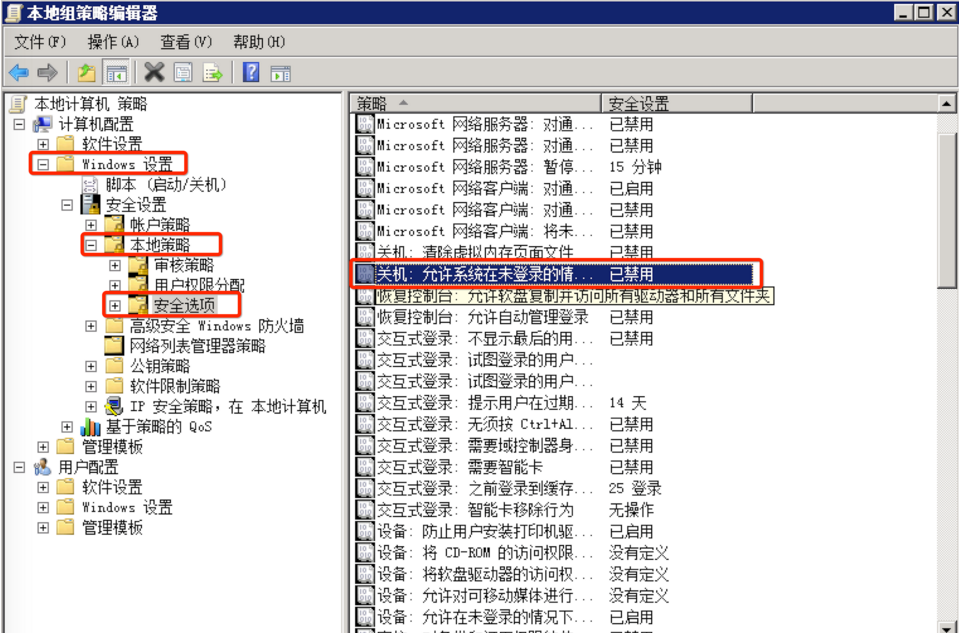 本地组策略编辑器
文件(F) 操作(A) 查看(V) 帮助(H)
本地计算机 策略
计算机配置
软件设置
Windows 设置
脚本 (启动/关机)
安全设置
帐户策略
本地策略
审核策略
用户权限分配
安全选项
高级安全 Windows 防火墙
网络列表管理器策略
公钥策略
软件限制策略
IP 安全策略，在 本地计算机
基于策略的 QoS
管理模板
用户配置
软件设置
Windows 设置
管理模板
策略 安全设置
Microsoft 网络服务器: 对通... 已禁用
Microsoft 网络服务器: 对通... 已禁用
Microsoft 网络服务器: 暂停... 15 分钟
Microsoft 网络客户端: 对通... 已启用
Microsoft 网络客户端: 对通... 已禁用
Microsoft 网络客户端: 将未... 已禁用
关机: 清除虚拟内存页面文件 已禁用
关机: 允许系统在未登录的情... 已禁用
恢复控制台: 允许软盘复制并访问所有驱动器和所有文件夹
恢复控制台: 允许自动管理登录 已禁用
交互式登录: 不显示最后的用... 已禁用
交互式登录: 试图登录的用户...
交互式登录: 试图登录的用户...
交互式登录: 提示用户在过期... 14 天
交互式登录: 无须按 Ctrl+Al... 已禁用
交互式登录: 需要域控制器身... 已禁用
交互式登录: 需要智能卡 已禁用
交互式登录: 之前登录到缓存... 25 登录
交互式登录: 智能卡移除行为 无操作
设备: 防止用户安装打印机驱... 已启用
设备: 将 CD-ROM 的访问权限... 没有定义
设备: 将软盘驱动器的访问权... 没有定义
设备: 允许对可移动媒体进行... 没有定义
设备: 允许在未登录的情况下... 已启用